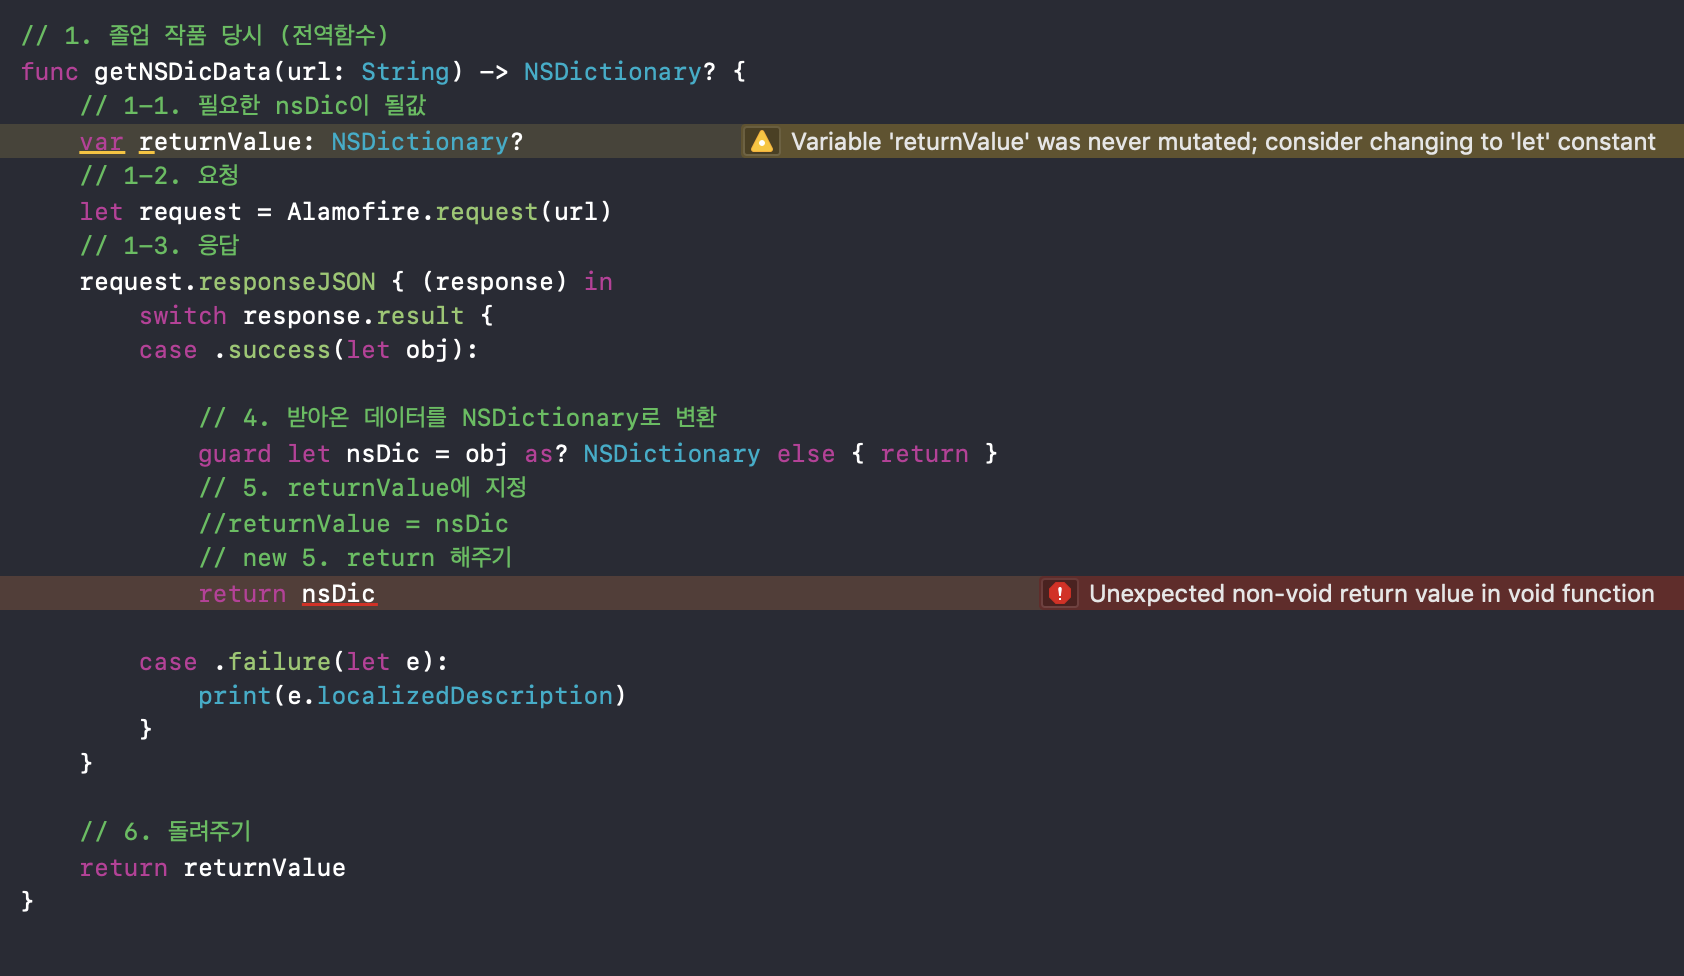 // 1. 졸업 작품 당시 (전역함수)
func getNSDicData(url: String) -> NSDictionary? {
// 1-1. 필요한 nsDic이 될값
var returnValue: NSDictionary? Variable 'returnValue' was never mutated; consider changing to 'let' constant
// 1-2. 요청
let request = Alamofire.request(url)
// 1-3. 응답
request.responseJSON { (response) in
switch response.result {
case .success(let obj):
// 4. 받아온 데이터를 NSDictionary로 변환
guard let nsDic = obj as? NSDictionary else { return }
// 5. returnValue에 지정
//returnValue = nsDic
// new 5. return 해주기
return nsDic Unexpected non-void return value in void function
case .failure(let e):
print(e.localizedDescription)
}
}
// 6. 돌려주기
return returnValue
}